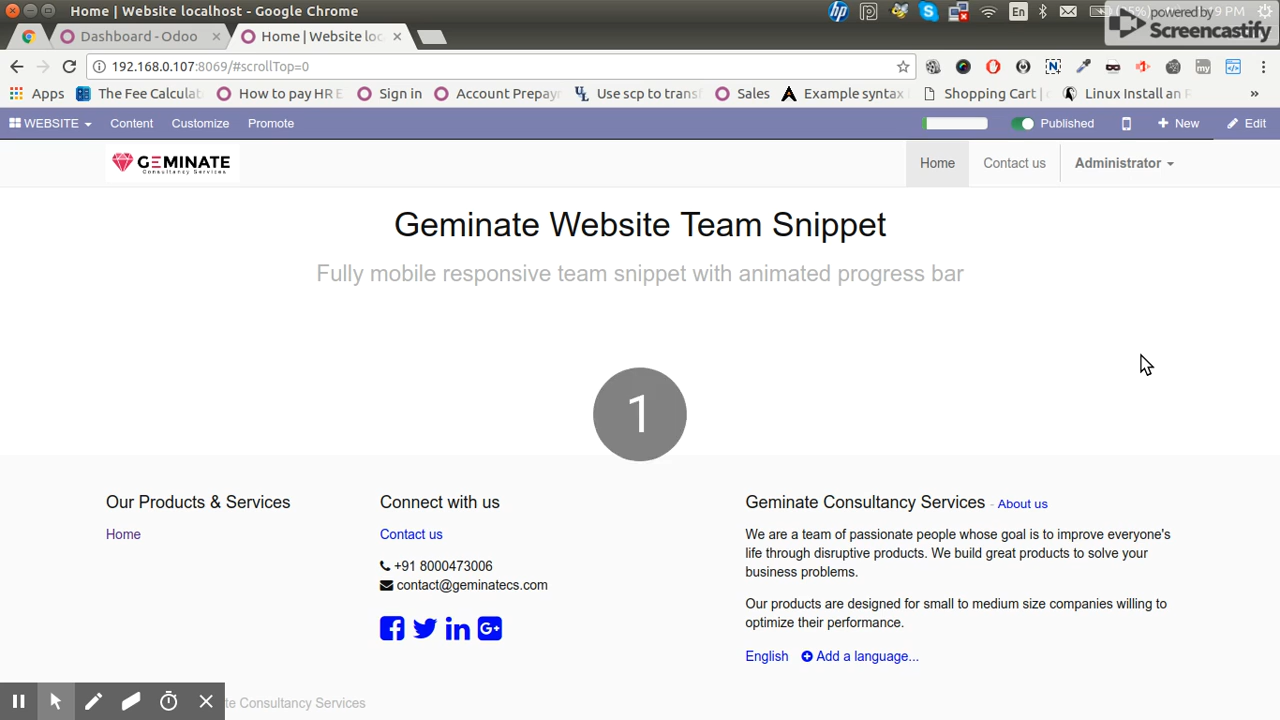 Home | Website localhost - Google Chrome
En
powered by
Screencastify
Dashboard - Odoo
Home | Website loc
192.168.0.107:8069/#scrollTop=0
Apps
The Fee Calculat
How to pay HR E
Sign in
Account Prepay
Use scp to trans
Sales
Example syntax
Shopping Cart |
Linux Install an
»
WEBSITE
Content
Customize
Promote
Published
New
Edit
GEMINATE
Consultancy Services
Home
Contact us
Administrator
Geminate Website Team Snippet
Fully mobile responsive team snippet with animated progress bar
1
Our Products & Services
Home
Connect with us
Contact us
+91 8000473006
contact@geminatecs.com
Geminate Consultancy Services - About us
We are a team of passionate people whose goal is to improve everyone's
life through disruptive products. We build great products to solve your
business problems.
Our products are designed for small to medium size companies willing to
optimize their performance.
English
Add a language...
te Consultancy Services